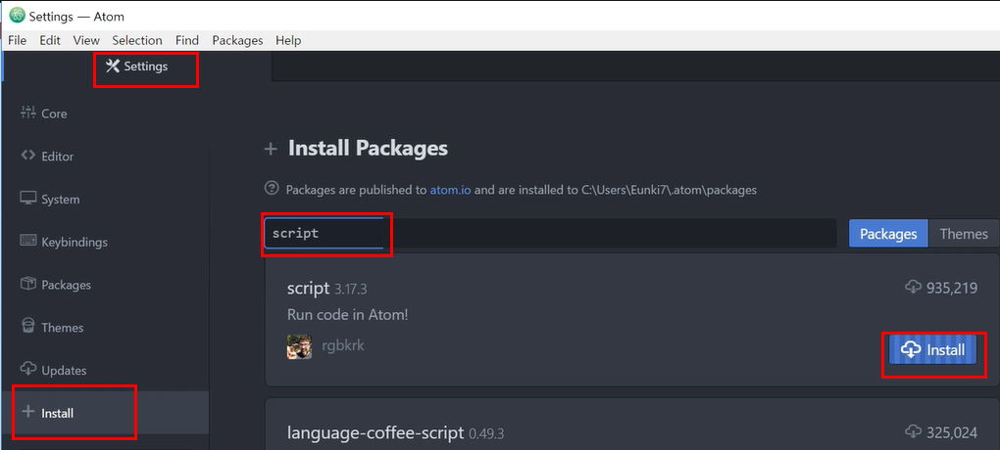 Settings — Atom
File Edit View Selection Find Packages Help
Settings
Core
Editor
System
Keybindings
Packages
Themes
Updates
Install
Install Packages
Packages are published to atom.io and are installed to C:\Users\Eunki7\.atom\packages
script
Packages Themes
script 3.17.3 935,219
Run code in Atom!
rgbkrk
Install
language-coffee-script 0.49.3 325,024